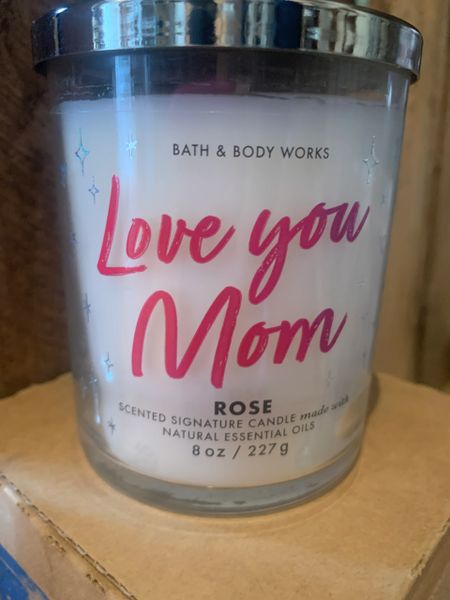 BATH & BODY WORKS
Love you
Mom
ROSE
SCENTED SIGNATURE CANDLE made with
NATURAL ESSENTIAL OILS
8 oz / 227 g